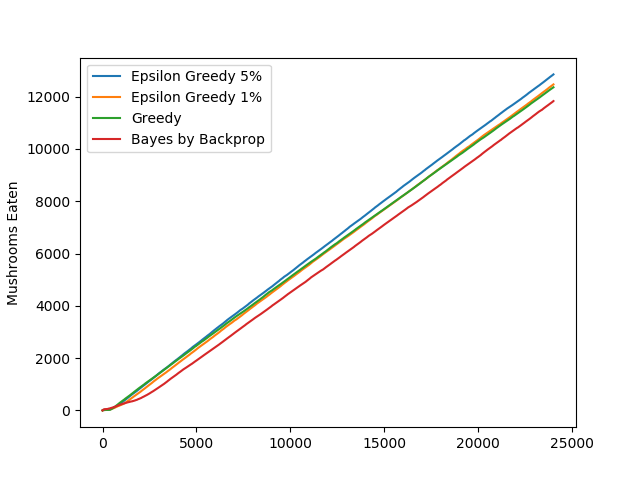 Epsilon Greedy 5%
Epsilon Greedy 1%
Greedy
Bayes by Backprop
Mushrooms Eaten
12000
10000
8000
6000
4000
2000
0
0 5000 10000 15000 20000 25000